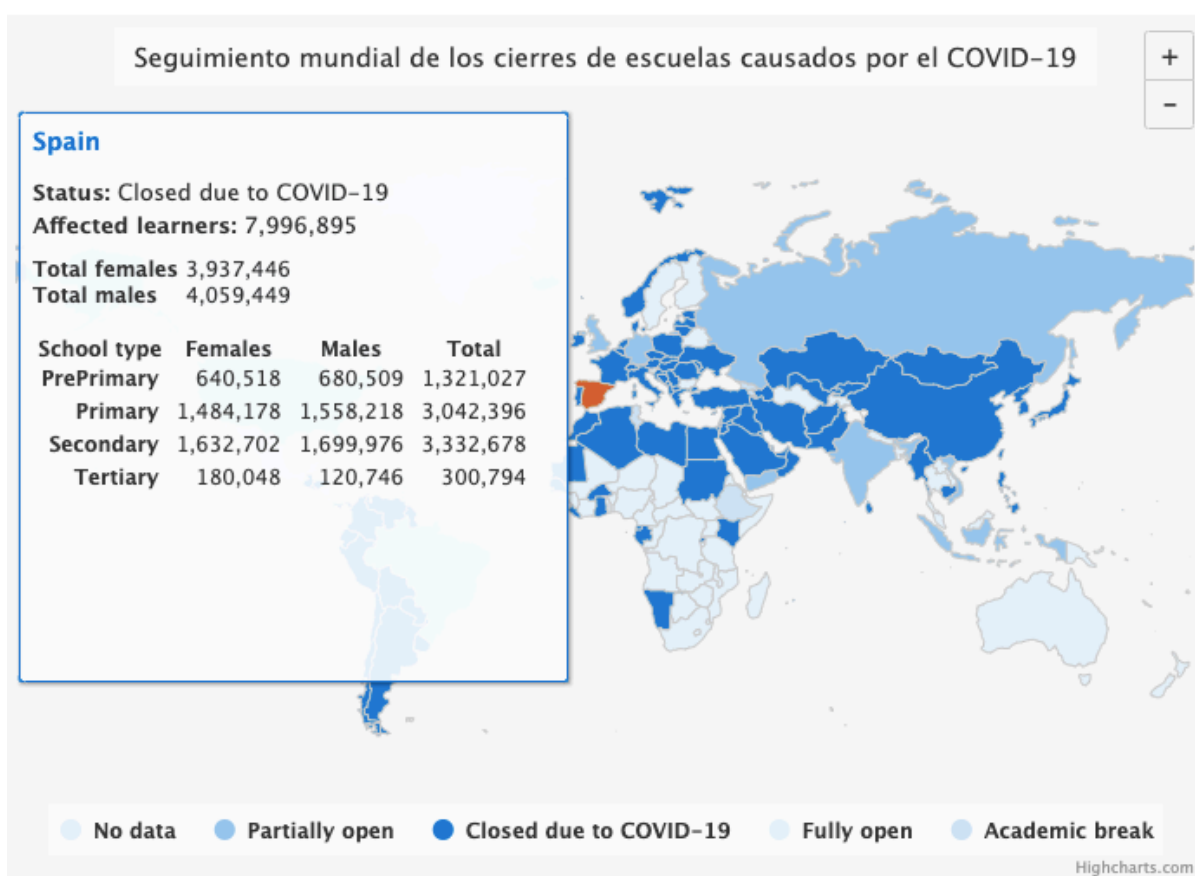 Seguimiento mundial de los cierres de escuelas causados por el COVID-19
+
-
Spain
Status: Closed due to COVID-19
Affected learners: 7,996,895
Total females 3,937,446
Total males 4,059,449
School type Females Males Total
PrePrimary 640,518 680,509 1,321,027
Primary 1,484,178 1,558,218 3,042,396
Secondary 1,632,702 1,699,976 3,332,678
Tertiary 180,048 120,746 300,794
No data Partially open Closed due to COVID-19 Fully open Academic break
Highcharts.com